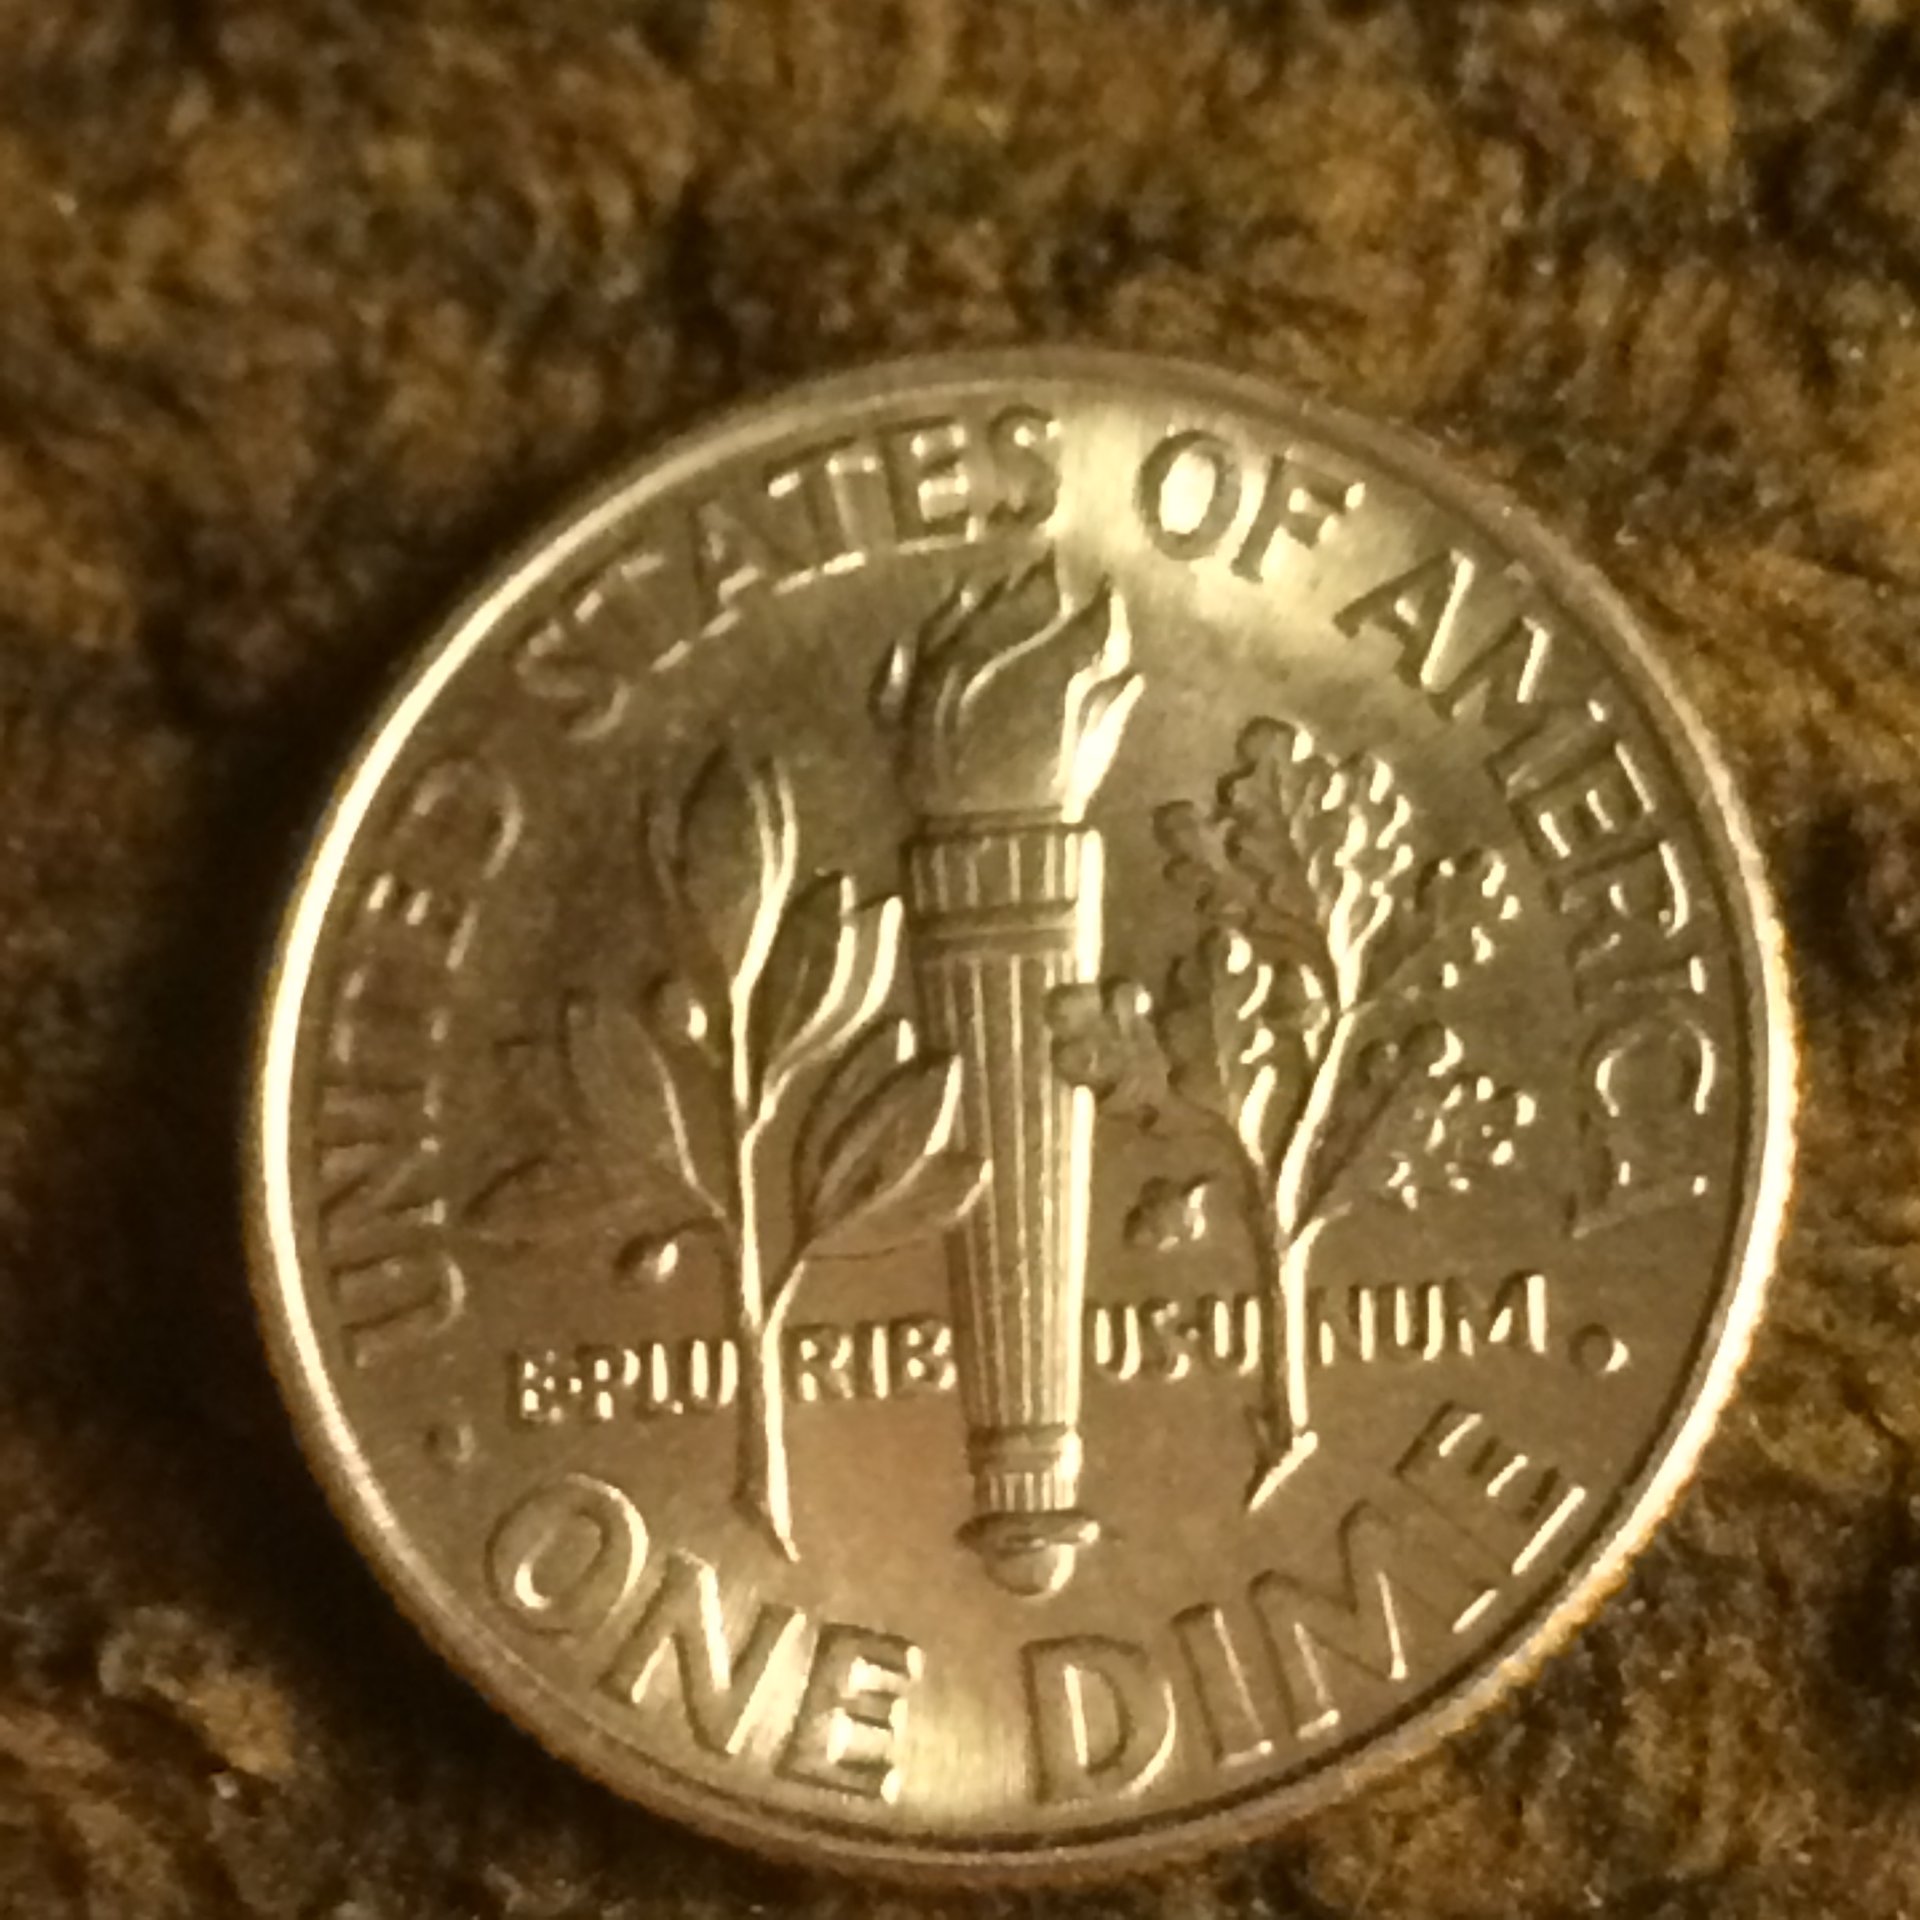 UNITED STATES OF AMERICA
E·PLURIBUS·UNUM
ONE DIME